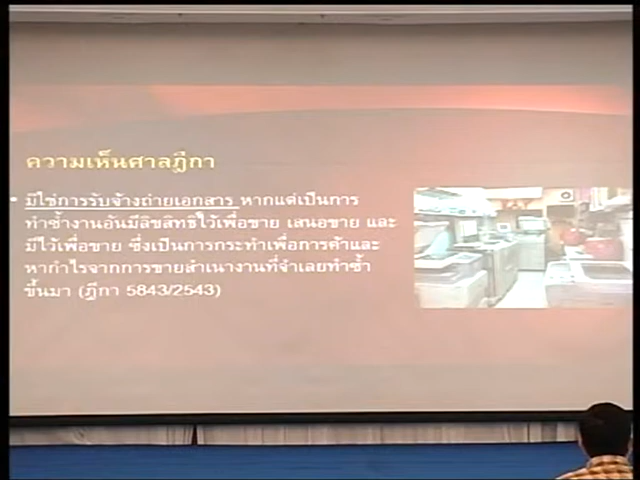 ความเห็นศาลฎีกา
มิใช่การรับจ้างถ่ายเอกสาร หากแต่เป็นการ
ทำซ้ำงานอันมีลิขสิทธิ์ไว้เพื่อขาย เสนอขาย และ
มีไว้เพื่อขาย ซึ่งเป็นการกระทำเพื่อการค้าและ
หากำไรจากการขายสำเนางานที่จำเลยทำซ้ำ
ขึ้นมา (ฎีกา 5843/2543)